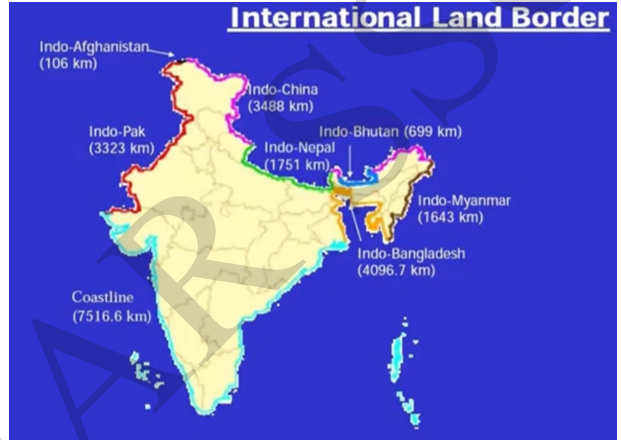 International Land Border
Indo-Afghanistan
(106 km)
Indo-China
(3488 km)
Indo-Pak
(3323 km)
Indo-Bhutan (699 km)
Indo-Nepal
(1751 km)
Indo-Myanmar
(1643 km)
Indo-Bangladesh
(4096.7 km)
Coastline
(7516.6 km)